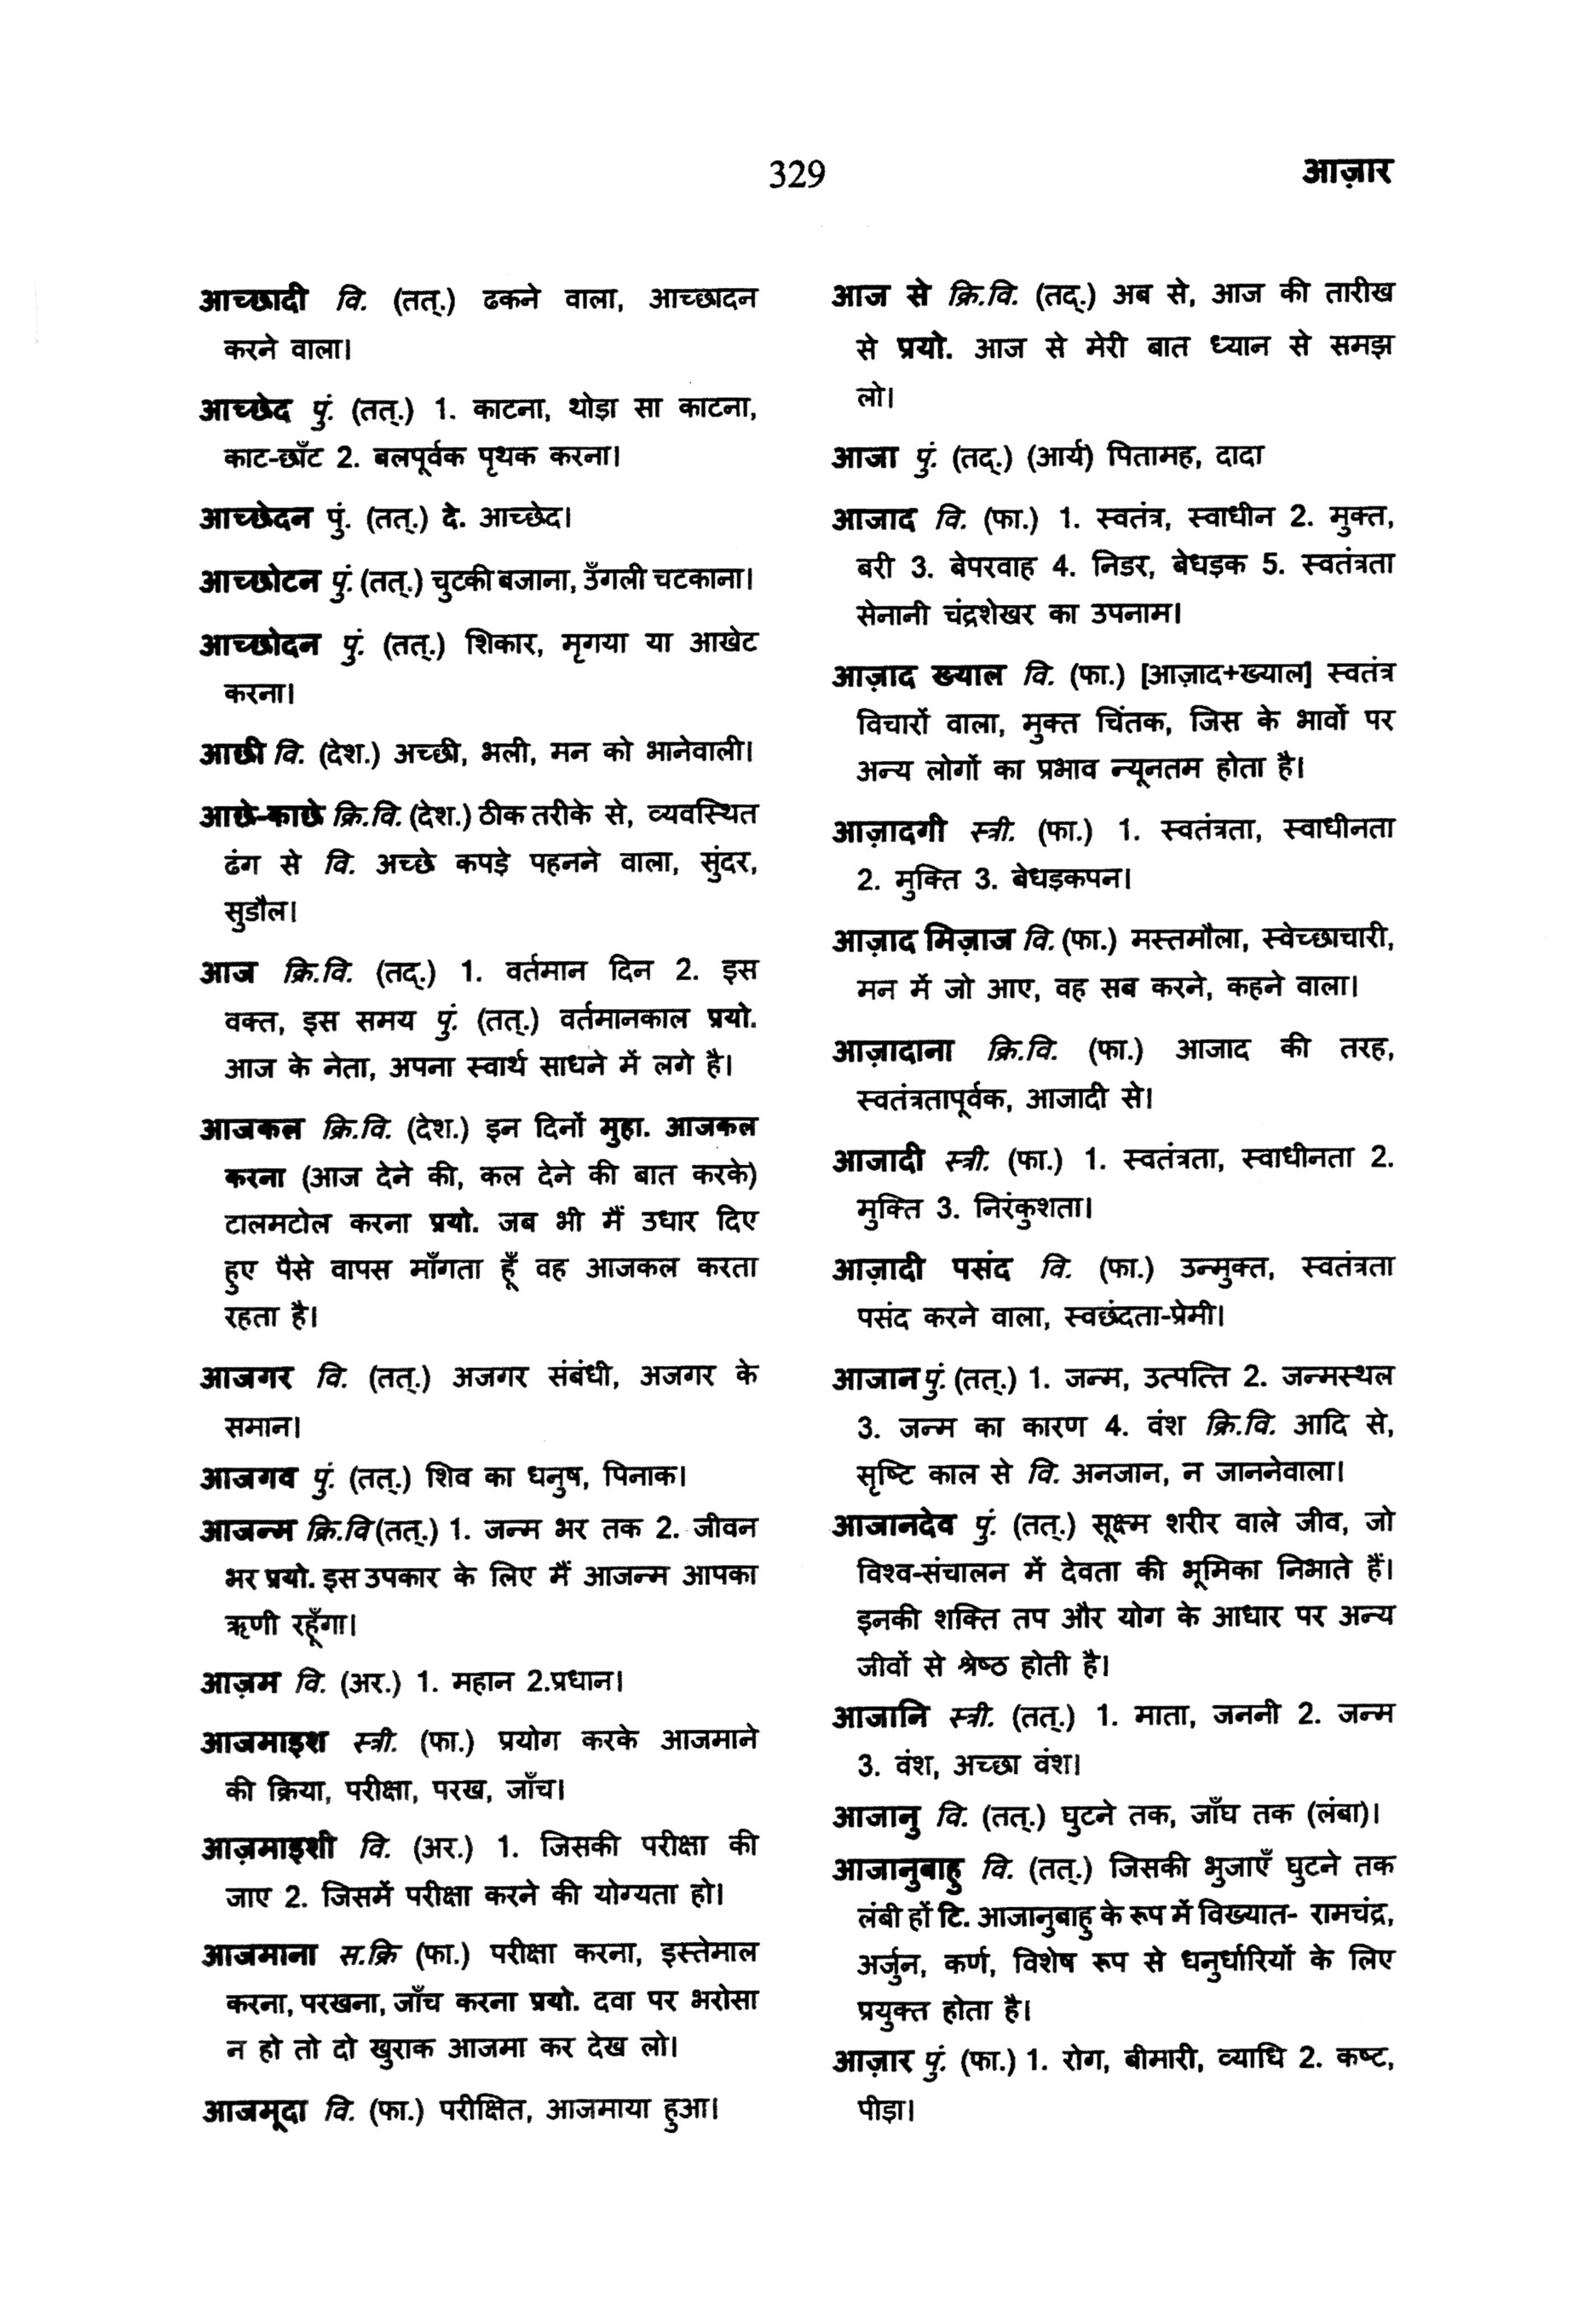 329
आज़ार
आच्छादी वि. (तत्.) ढकने वाला, आच्छादन
करने वाला।
आच्छेद पुं. (तत्.) 1. काटना, थोड़ा सा काटना,
काट-छाँट 2. बलपूर्वक पृथक करना।
आच्छेदन पुं. (तत्.) दे. आच्छेद।
आच्छोटन पुं. (तत्.) चुटकी बजाना, उँगली चटकाना।
आच्छोदन पुं. (तत्.) शिकार, मृगया या आखेट
करना।
आछी वि. (देश.) अच्छी, भली, मन को भानेवाली।
आछे-काछे क्रि.वि. (देश.) ठीक तरीके से, व्यवस्थित
ढंग से वि. अच्छे कपड़े पहनने वाला, सुंदर,
सुडौल।
आज क्रि.वि. (तद्.) 1. वर्तमान दिन 2. इस
वक्त, इस समय पुं. (तत्.) वर्तमानकाल प्रयो.
आज के नेता, अपना स्वार्थ साधने में लगे है।
आजकल क्रि.वि. (देश.) इन दिनों मुहा. आजकल
करना (आज देने की, कल देने की बात करके)
टालमटोल करना प्रयो. जब भी मैं उधार दिए
हुए पैसे वापस माँगता हूँ वह आजकल करता
रहता है।
आजगर वि. (तत्.) अजगर संबंधी, अजगर के
समान।
आजगव पुं. (तत्.) शिव का धनुष, पिनाक।
आजन्म क्रि.वि (तत्.) 1. जन्म भर तक 2. जीवन
भर प्रयो. इस उपकार के लिए मैं आजन्म आपका
ऋणी रहूँगा।
आज़म वि. (अर.) 1. महान 2.प्रधान।
आजमाइश स्त्री. (फा.) प्रयोग करके आजमाने
की क्रिया, परीक्षा, परख, जाँच।
आज़माइशी वि. (अर.) 1. जिसकी परीक्षा की
जाए 2. जिसमें परीक्षा करने की योग्यता हो।
आजमाना स.क्रि (फा.) परीक्षा करना, इस्तेमाल
करना, परखना, जाँच करना प्रयो. दवा पर भरोसा
न हो तो दो खुराक आजमा कर देख लो।
आजमूदा वि. (फा.) परीक्षित, आजमाया हुआ।
आज से क्रि.वि. (तद्.) अब से, आज की तारीख
से प्रयो. आज से मेरी बात ध्यान से समझ
लो।
आजा पुं. (तद्.) (आर्य) पितामह, दादा
आजाद वि. (फा.) 1. स्वतंत्र, स्वाधीन 2. मुक्त,
बरी 3. बेपरवाह 4. निडर, बेधड़क 5. स्वतंत्रता
सेनानी चंद्रशेखर का उपनाम।
आज़ाद ख्याल वि. (फा.) [आज़ाद+ख्याल] स्वतंत्र
विचारों वाला, मुक्त चिंतक, जिस के भावों पर
अन्य लोगों का प्रभाव न्यूनतम होता है।
आज़ादगी स्त्री. (फा.) 1. स्वतंत्रता, स्वाधीनता
2. मुक्ति 3. बेधड़कपन।
आज़ाद मिज़ाज वि. (फा.) मस्तमौला, स्वेच्छाचारी,
मन में जो आए, वह सब करने, कहने वाला।
आज़ादाना क्रि.वि. (फा.) आजाद की तरह,
स्वतंत्रतापूर्वक, आजादी से।
आजादी स्त्री. (फा.) 1. स्वतंत्रता, स्वाधीनता 2.
मुक्ति 3. निरंकुशता।
आज़ादी पसंद वि. (फा.) उन्मुक्त, स्वतंत्रता
पसंद करने वाला, स्वछंदता-प्रेमी।
आजान पुं. (तत्.) 1. जन्म, उत्पत्ति 2. जन्मस्थल
3. जन्म का कारण 4. वंश क्रि.वि. आदि से,
सृष्टि काल से वि. अनजान, न जाननेवाला।
आजानदेव पुं. (तत्.) सूक्ष्म शरीर वाले जीव, जो
विश्व-संचालन में देवता की भूमिका निभाते हैं।
इनकी शक्ति तप और योग के आधार पर अन्य
जीवों से श्रेष्ठ होती है।
आजानि स्त्री. (तत्.) 1. माता, जननी 2. जन्म
3. वंश, अच्छा वंश।
आजानु वि. (तत्.) घुटने तक, जाँघ तक (लंबा)।
आजानुबाहु वि. (तत्.) जिसकी भुजाएँ घुटने तक
लंबी हों टि. आजानुबाहु के रूप में विख्यात- रामचंद्र,
अर्जुन, कर्ण, विशेष रूप से धनुर्धारियों के लिए
प्रयुक्त होता है।
आज़ार पुं. (फा.) 1. रोग, बीमारी, व्याधि 2. कष्ट,
पीड़ा।